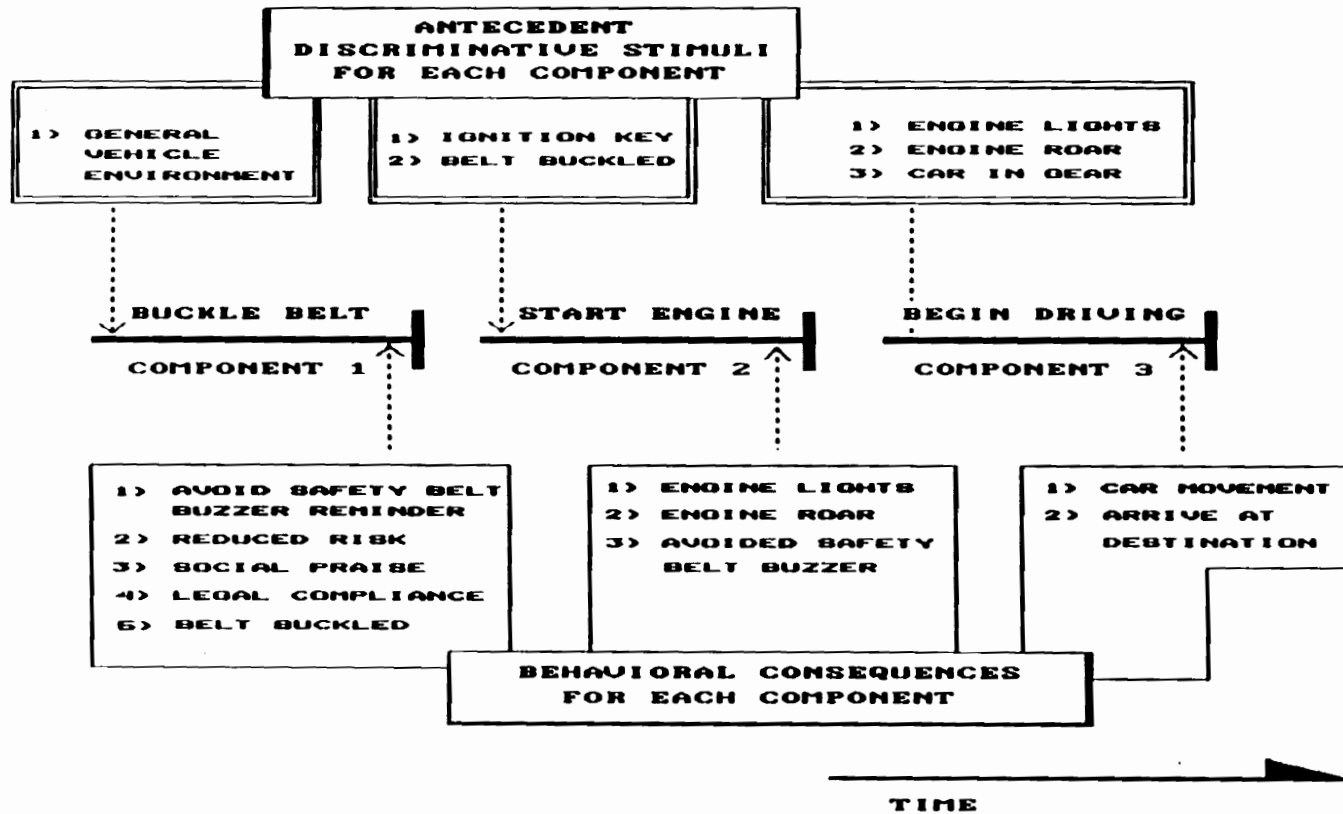 ANTECEDENT
DISCRIMINATIVE STIMULI
FOR EACH COMPONENT
1> GENERAL
VEHICLE
ENVIRONMENT
1> IGNITION KEY
2> BELT BUCKLED
1> ENGINE LIGHTS
2> ENGINE ROAR
3> CAR IN GEAR
BUCKLE BELT
COMPONENT 1
START ENGINE
COMPONENT 2
BEGIN DRIVING
COMPONENT 3
1> AVOID SAFETY BELT
BUZZER REMINDER
2> REDUCED RISK
3> SOCIAL PRAISE
4> LEGAL COMPLIANCE
5> BELT BUCKLED
1> ENGINE LIGHTS
2> ENGINE ROAR
3> AVOIDED SAFETY
BELT BUZZER
1> CAR MOVEMENT
2> ARRIVE AT
DESTINATION
BEHAVIORAL CONSEQUENCES
FOR EACH COMPONENT
TIME